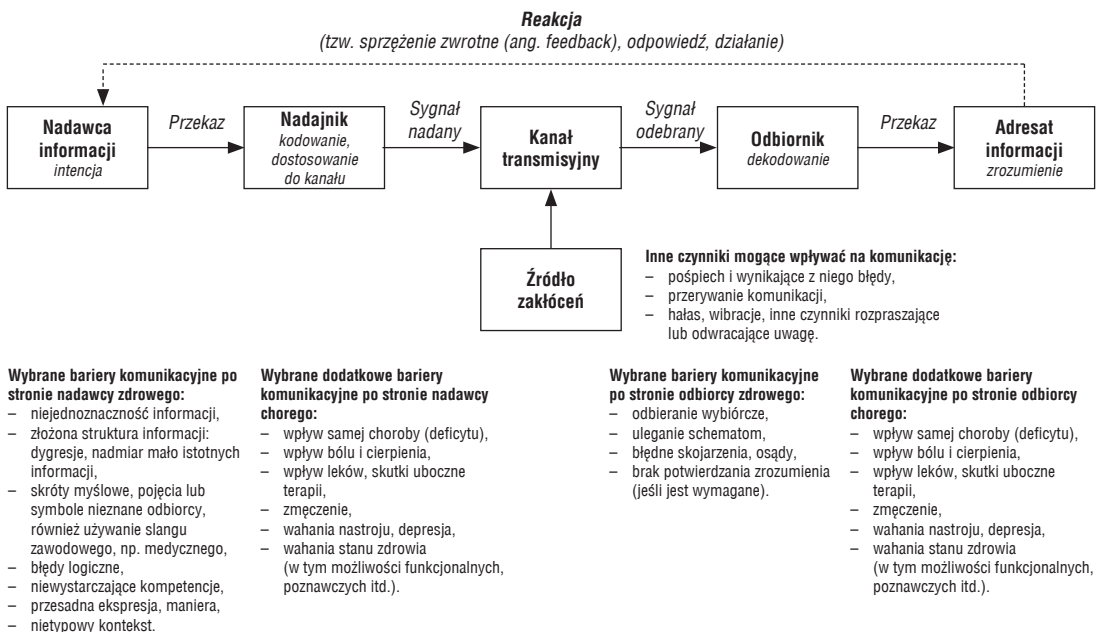 Reakcja
(tzw. sprzężenie zwrotne (ang. feedback), odpowiedź, działanie)
Nadawca
informacji
intencja
Przekaz
Nadajnik
kodowanie,
dostosowanie
do kanału
Sygnał
nadany
Kanał
transmisyjny
Sygnał
odebrany
Odbiornik
dekodowanie
Przekaz
Adresat
informacji
zrozumienie
Źródło
zakłóceń
Inne czynniki mogące wpływać na komunikację:
– pośpiech i wynikające z niego błędy,
– przerywanie komunikacji,
– hałas, wibracje, inne czynniki rozpraszające
lub odwracające uwagę.
Wybrane bariery komunikacyjne po
stronie nadawcy zdrowego:
– niejednoznaczność informacji,
– złożona struktura informacji:
dygresje, nadmiar mało istotnych
informacji,
– skróty myślowe, pojęcia lub
symbole nieznane odbiorcy,
również używanie slangu
zawodowego, np. medycznego,
– błędy logiczne,
– niewystarczające kompetencje,
– przesadna ekspresja, maniera,
– nietypowy kontekst.
Wybrane dodatkowe bariery
komunikacyjne po stronie nadawcy
chorego:
– wpływ samej choroby (deficytu),
– wpływ bólu i cierpienia,
– wpływ leków, skutki uboczne
terapii,
– zmęczenie,
– wahania nastroju, depresja,
– wahania stanu zdrowia
(w tym możliwości funkcjonalnych,
poznawczych itd.).
Wybrane bariery komunikacyjne
po stronie odbiorcy zdrowego:
– odbieranie wybiórcze,
– uleganie schematom,
– błędne skojarzenia, osądy,
– brak potwierdzania zrozumienia
(jeśli jest wymagane).
Wybrane dodatkowe bariery
komunikacyjne po stronie odbiorcy
chorego:
– wpływ samej choroby (deficytu),
– wpływ bólu i cierpienia,
– wpływ leków, skutki uboczne
terapii,
– zmęczenie,
– wahania nastroju, depresja,
– wahania stanu zdrowia
(w tym możliwości funkcjonalnych,
poznawczych itd.).